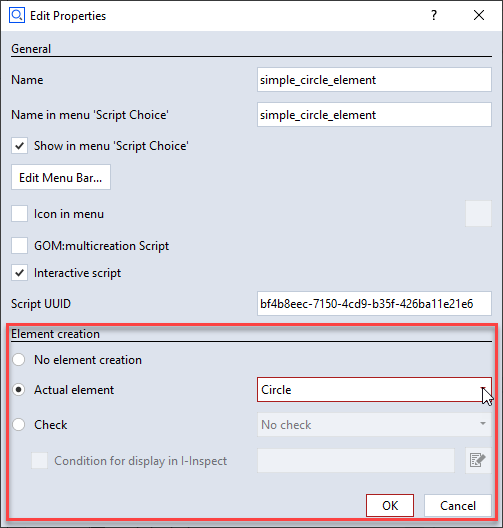 Edit Properties ?
General
Name simple_circle_element
Name in menu 'Script Choice' simple_circle_element
Show in menu 'Script Choice'
Edit Menu Bar...
Icon in menu
GOM:multicreation Script
Interactive script
Script UUID bf4b8eec-7150-4cd9-b35f-426ba11e21e6
Element creation
No element creation
Actual element Circle
Check No check
Condition for display in I-Inspect
OK Cancel